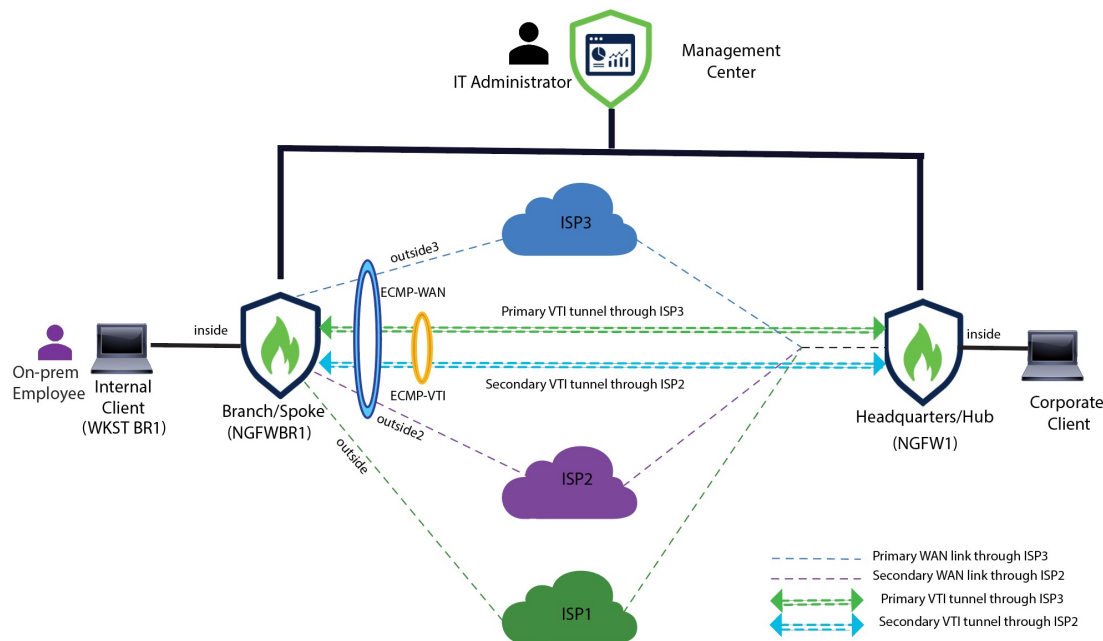 IT Administrator
Management
Center
ISP3
outside3
ECMP-WAN
Primary VTI tunnel through ISP3
inside
inside
On-prem
Employee
Internal
Client
(WKST BR1)
Branch/Spoke
(NGFWBR1)
ECMP-VTI
Secondary VTI tunnel through ISP2
Headquarters/Hub
(NGFW1)
Corporate
Client
outside2
outside
ISP2
ISP1
Primary WAN link through ISP3
Secondary WAN link through ISP2
Primary VTI tunnel through ISP3
Secondary VTI tunnel through ISP2